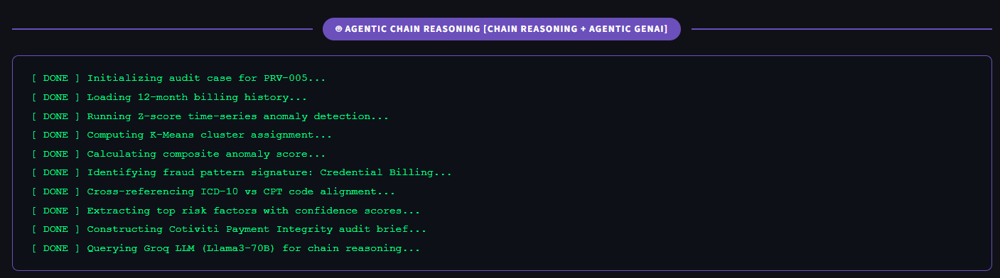 AGENTIC CHAIN REASONING [CHAIN REASONING + AGENTIC GENAI]
[ DONE ] Initializing audit case for PRV-005...
[ DONE ] Loading 12-month billing history...
[ DONE ] Running Z-score time-series anomaly detection...
[ DONE ] Computing K-Means cluster assignment...
[ DONE ] Calculating composite anomaly score...
[ DONE ] Identifying fraud pattern signature: Credential Billing...
[ DONE ] Cross-referencing ICD-10 vs CPT code alignment...
[ DONE ] Extracting top risk factors with confidence scores...
[ DONE ] Constructing Cotiviti Payment Integrity audit brief...
[ DONE ] Querying Groq LLM (Llama3-70B) for chain reasoning...